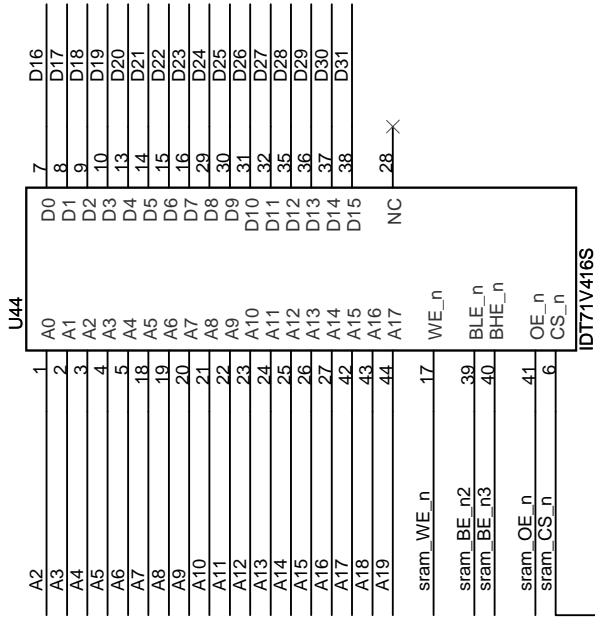 U44
A2 1 A0 D0 7 D16
A3 2 A1 D1 8 D17
A4 3 A2 D2 9 D18
A5 4 A3 D3 10 D19
A6 5 A4 D4 13 D20
A7 18 A5 D5 14 D21
A8 19 A6 D6 15 D22
A9 20 A7 D7 16 D23
A10 21 A8 D8 29 D24
A11 22 A9 D9 30 D25
A12 23 A10 D10 31 D26
A13 24 A11 D11 32 D27
A14 25 A12 D12 35 D28
A15 26 A13 D13 36 D29
A16 27 A14 D14 37 D30
A17 42 A15 D15 38 D31
A18 43 A16
A19 44 A17 NC 28
sram_WE_n 17 WE_n
sram_BE_n2 39 BLE_n
sram_BE_n3 40 BHE_n
sram_OE_n 41 OE_n
sram_CS_n 6 CS_n
IDT71V416S